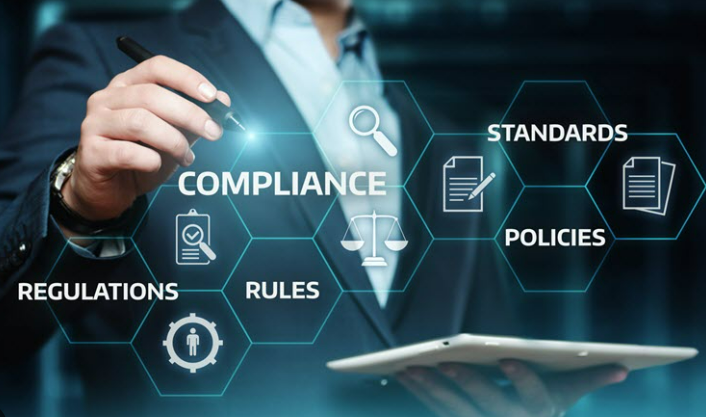 STANDARDS
COMPLIANCE
POLICIES
REGULATIONS
RULES